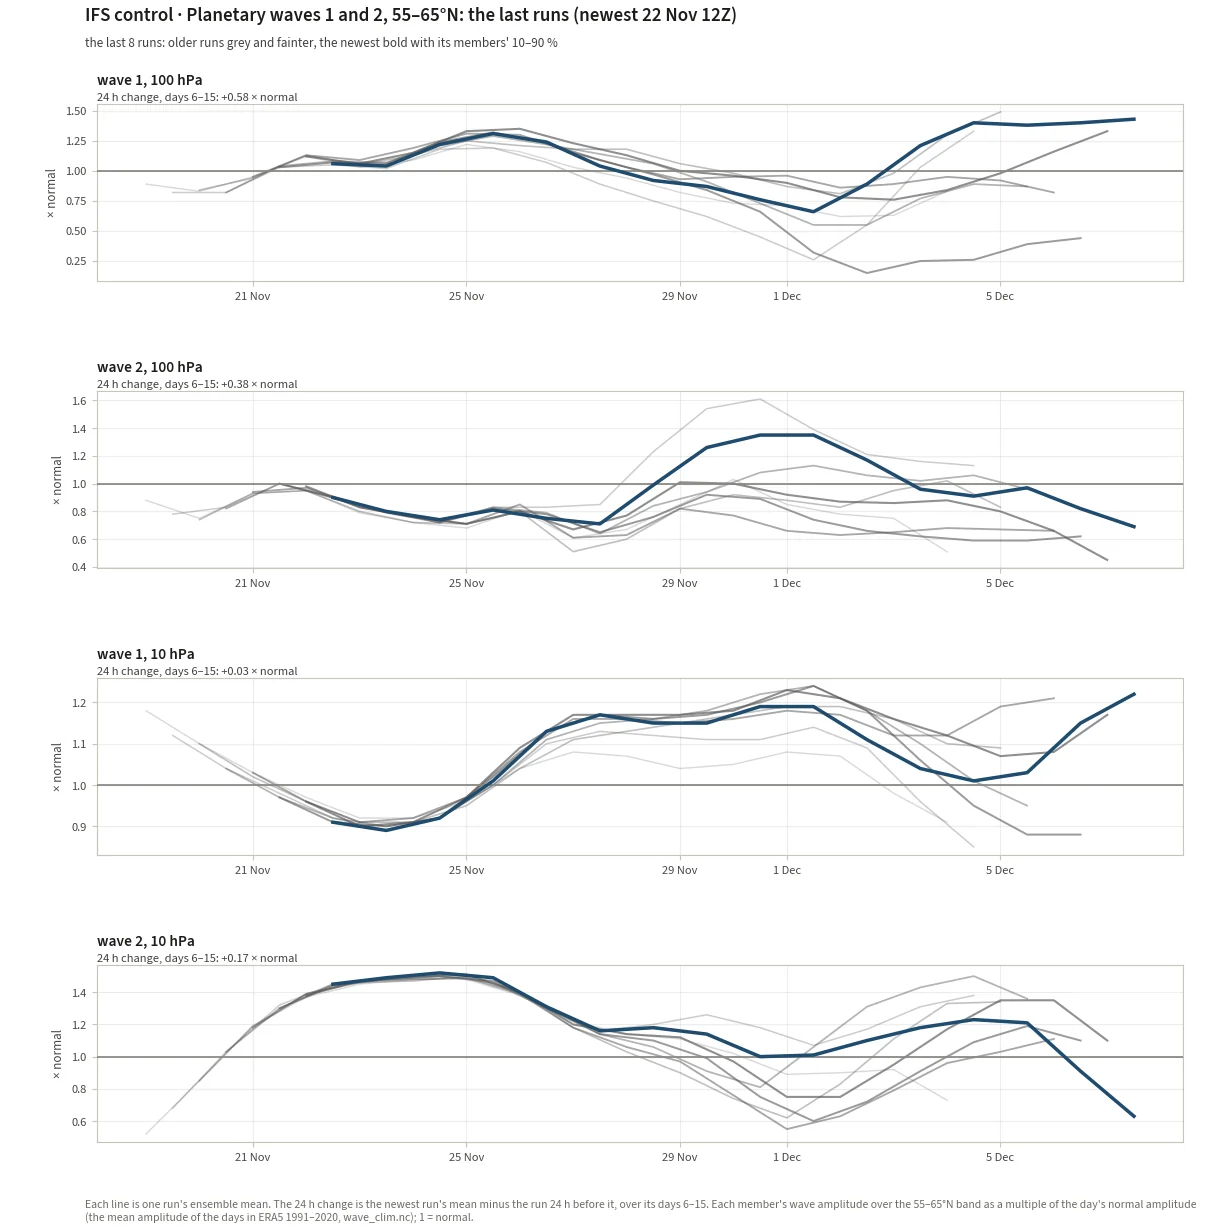 IFS control · Planetary waves 1 and 2, 55–65°N: the last runs (newest 22 Nov 12Z)
the last 8 runs: older runs grey and fainter, the newest bold with its members' 10–90 %
wave 1, 100 hPa
24 h change, days 6–15: +0.58 × normal
1.50
1.25
1.00
0.75
0.50
0.25
× normal
21 Nov
25 Nov
29 Nov
1 Dec
5 Dec
wave 2, 100 hPa
24 h change, days 6–15: +0.38 × normal
1.6
1.4
1.2
1.0
0.8
0.6
0.4
× normal
21 Nov
25 Nov
29 Nov
1 Dec
5 Dec
wave 1, 10 hPa
24 h change, days 6–15: +0.03 × normal
1.2
1.1
1.0
0.9
× normal
21 Nov
25 Nov
29 Nov
1 Dec
5 Dec
wave 2, 10 hPa
24 h change, days 6–15: +0.17 × normal
1.4
1.2
1.0
0.8
0.6
× normal
21 Nov
25 Nov
29 Nov
1 Dec
5 Dec
Each line is one run's ensemble mean. The 24 h change is the newest run's mean minus the run 24 h before it, over its days 6–15. Each member's wave amplitude over the 55–65°N band as a multiple of the day's normal amplitude
(the mean amplitude of the days in ERA5 1991–2020, wave_clim.nc); 1 = normal.